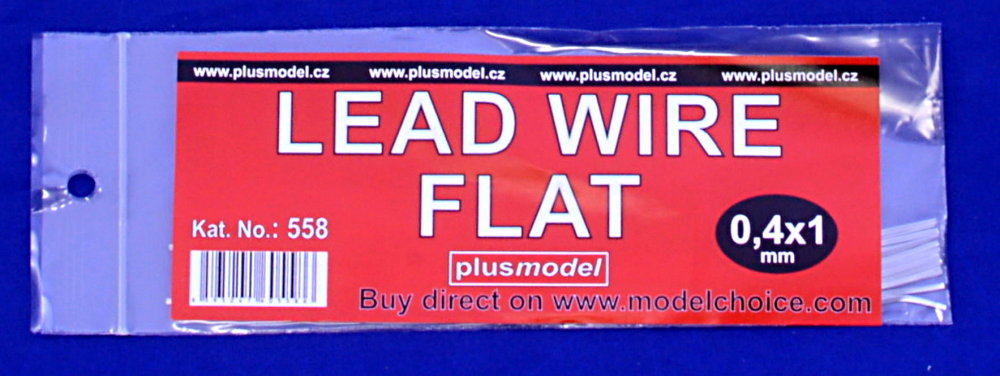 www.plusmodel.cz www.plusmodel.cz www.plusmodel.cz www.plusmodel.cz
LEAD WIRE
FLAT
Kat. No.: 558
0,4x1
mm
plusmodel
Buy direct on www.modelchoice.com